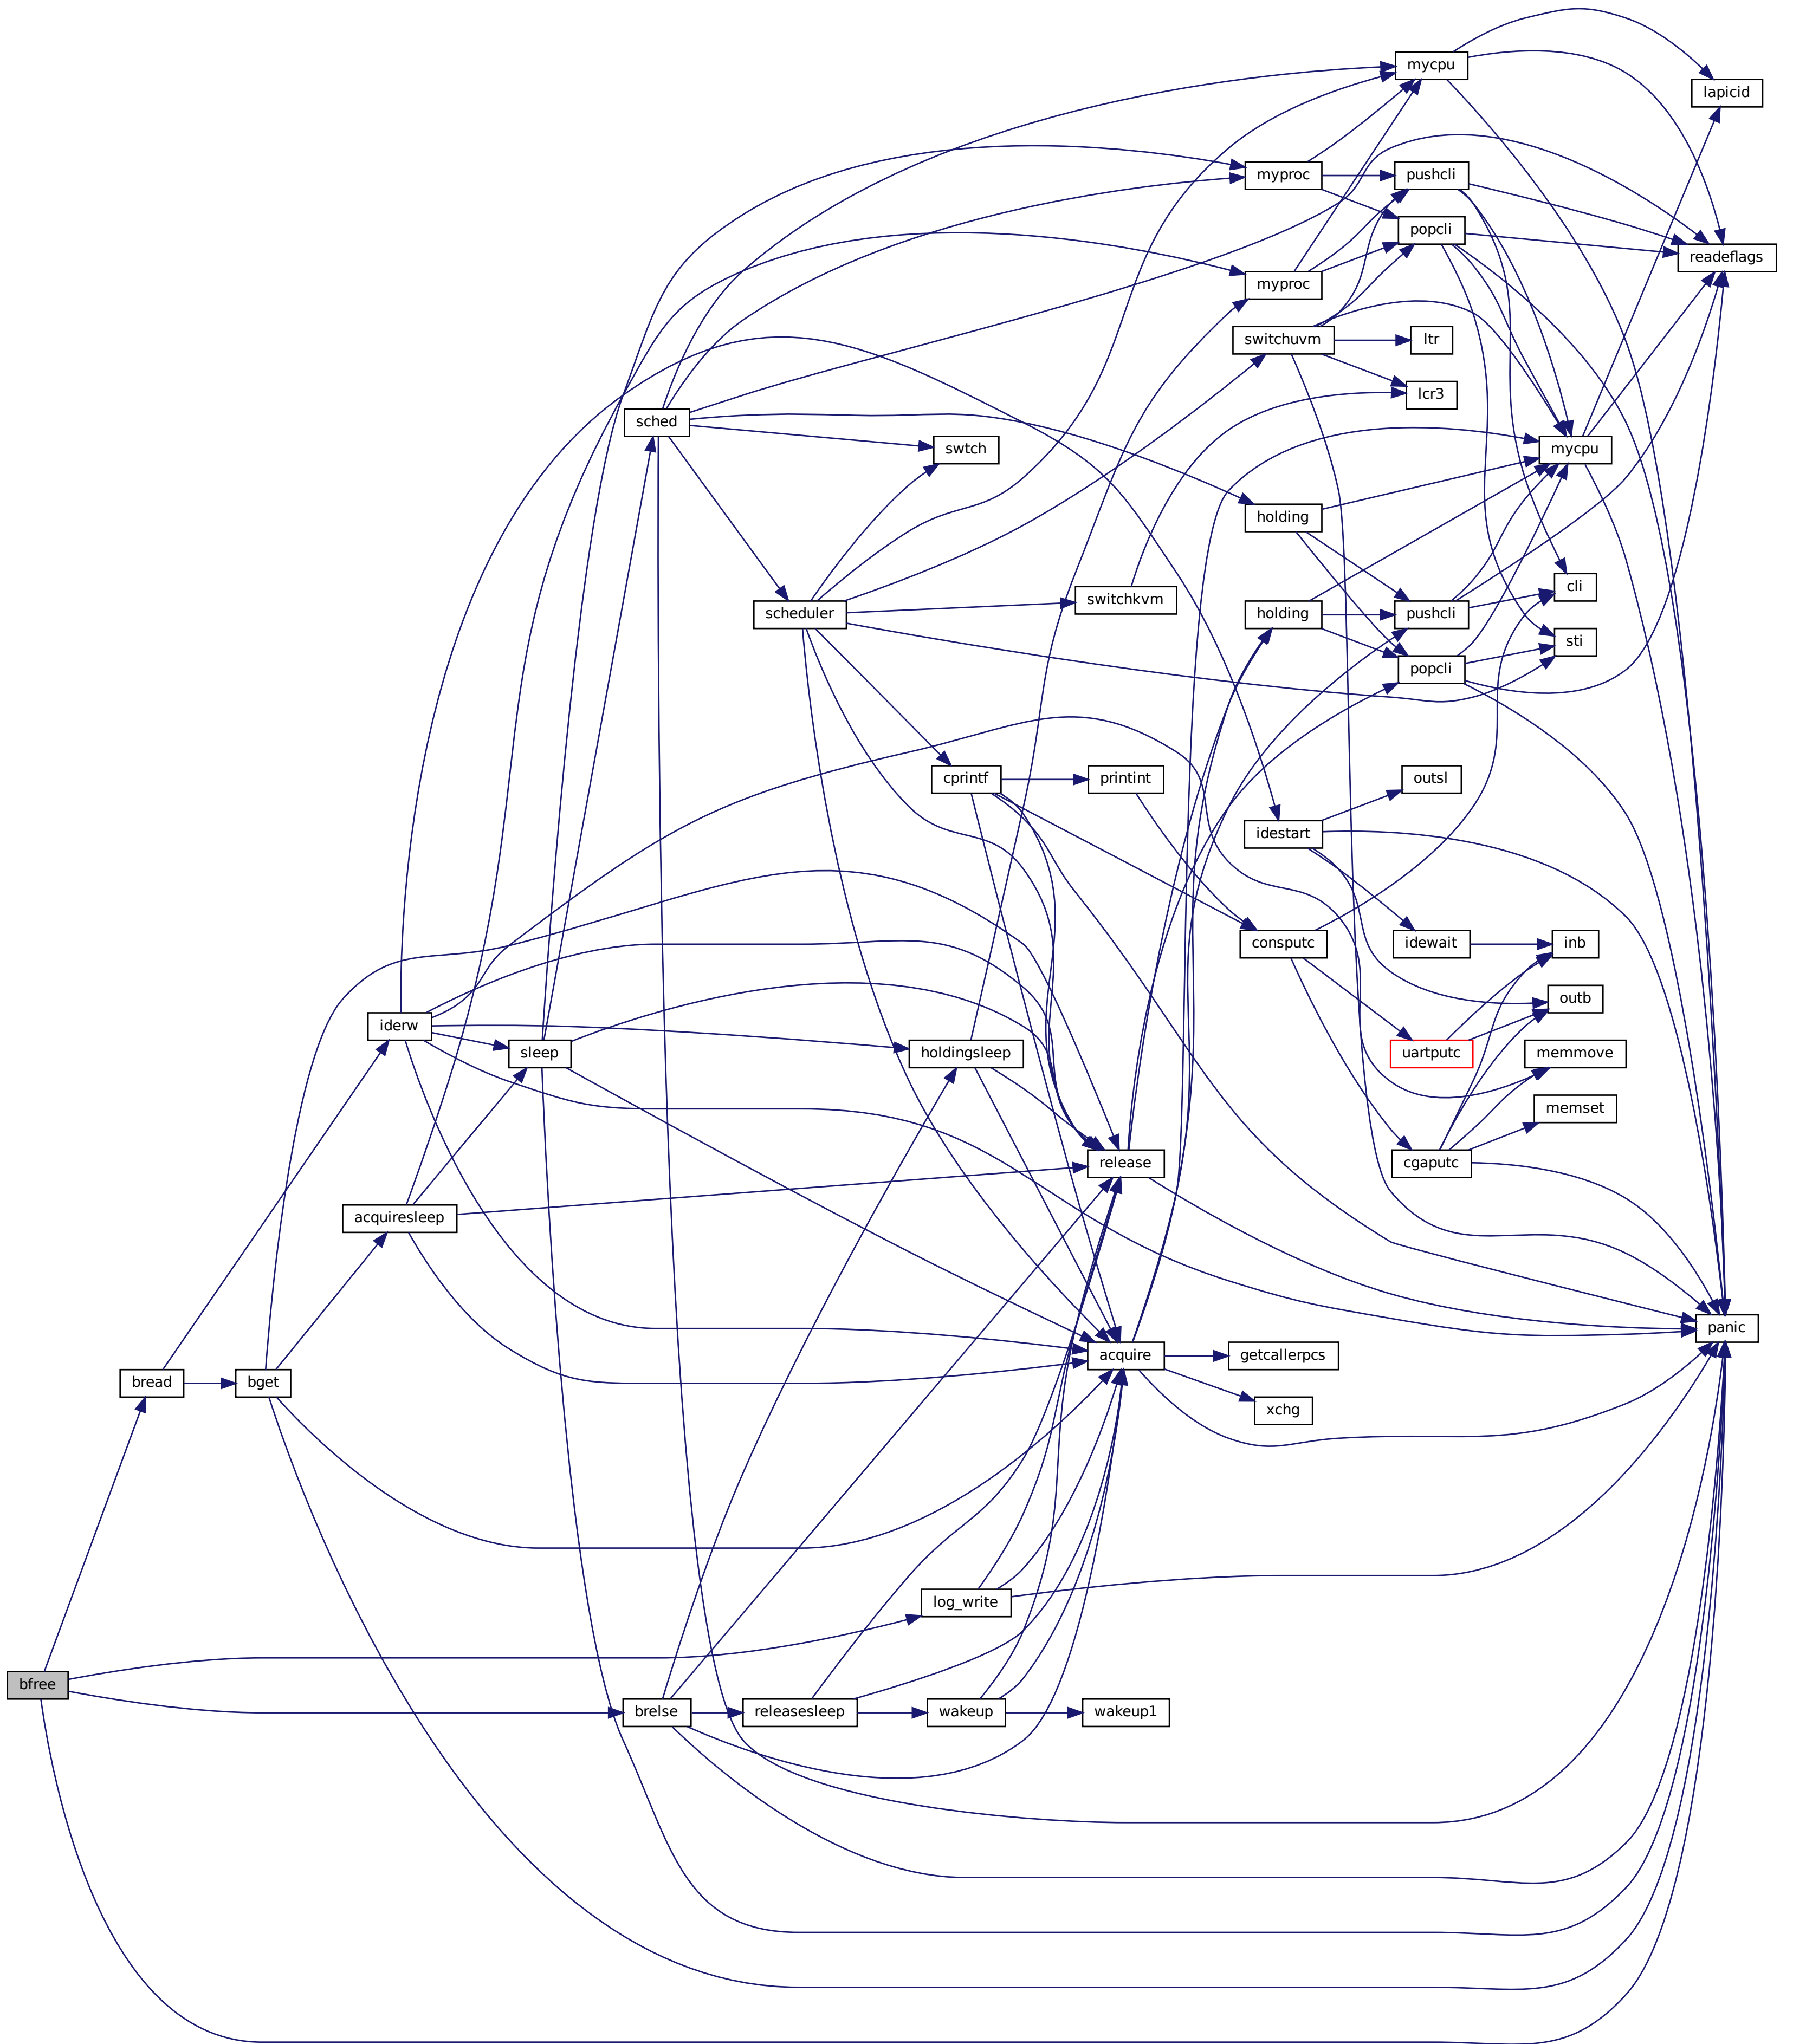 mycpu
lapicid
myproc
pushcli
popcli
readeflags
myproc
switchuvm
ltr
lcr3
sched
swtch
mycpu
holding
cli
switchkvm
scheduler
holding
pushcli
sti
popcli
cprintf
printint
outsl
idestart
consputc
idewait
inb
outb
iderw
sleep
holdingsleep
uartputc
memmove
memset
release
cgaputc
acquiresleep
panic
acquire
getcallerpcs
bread
bget
xchg
log_write
bfree
brelse
releasesleep
wakeup
wakeup1